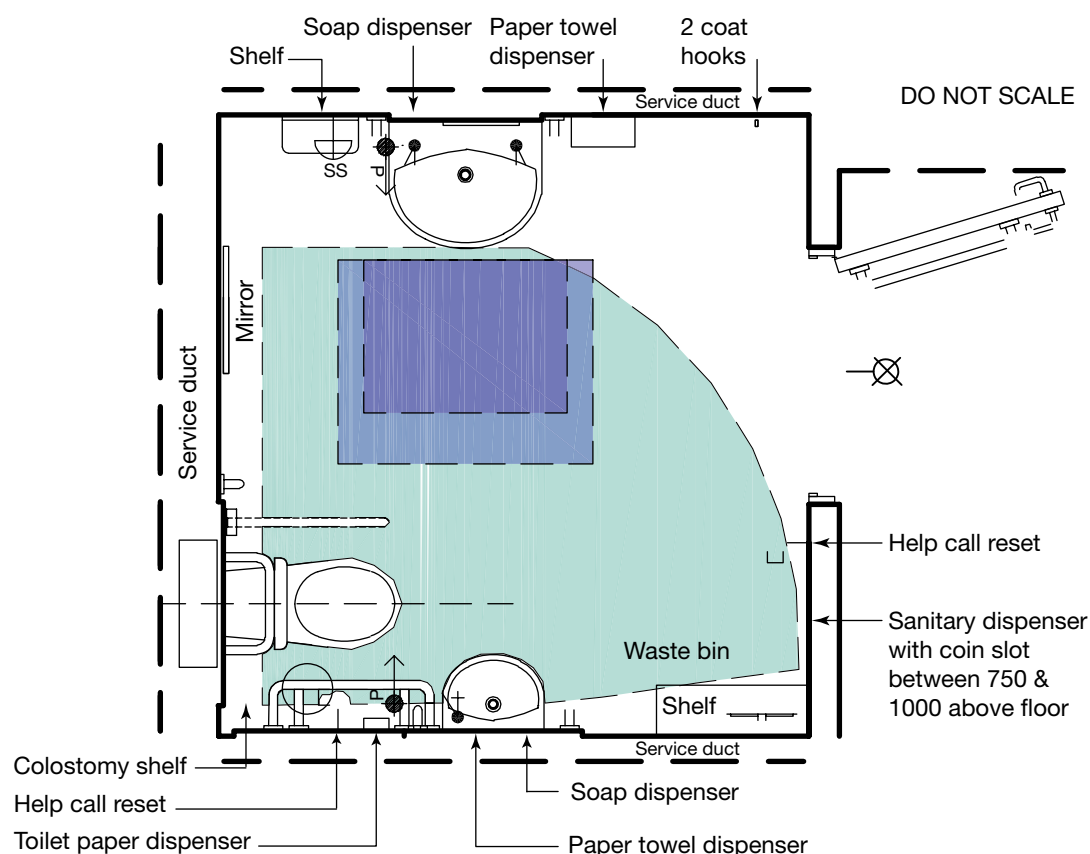 Soap dispenser
Paper towel
dispenser
2 coat
hooks
Shelf
Service duct
DO NOT SCALE
SS
P
Mirror
Service duct
Help call reset
Sanitary dispenser
with coin slot
between 750 &
1000 above floor
Waste bin
P
Shelf
Service duct
Colostomy shelf
Help call reset
Toilet paper dispenser
Soap dispenser
Paper towel dispenser